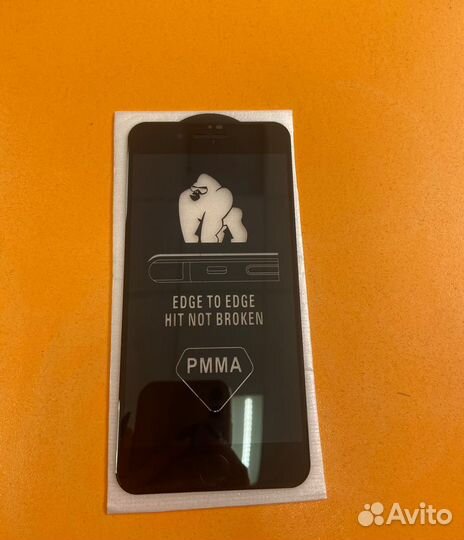 EDGE TO EDGE
HIT NOT BROKEN
PMMA
Avito